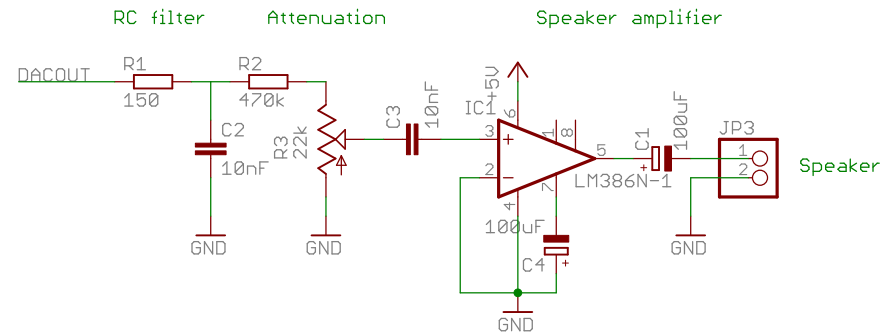 RC filter
Attenuation
Speaker amplifier
DACOUT
R1
150
R2
470k
C2
10nF
GND
R3
22k
GND
C3
10nF
IC1
+5V
6
3
2
1
8
5
7
4
LM386N-1
100uF
C4
GND
C1
100uF
+
+
JP3
1
2
GND
Speaker